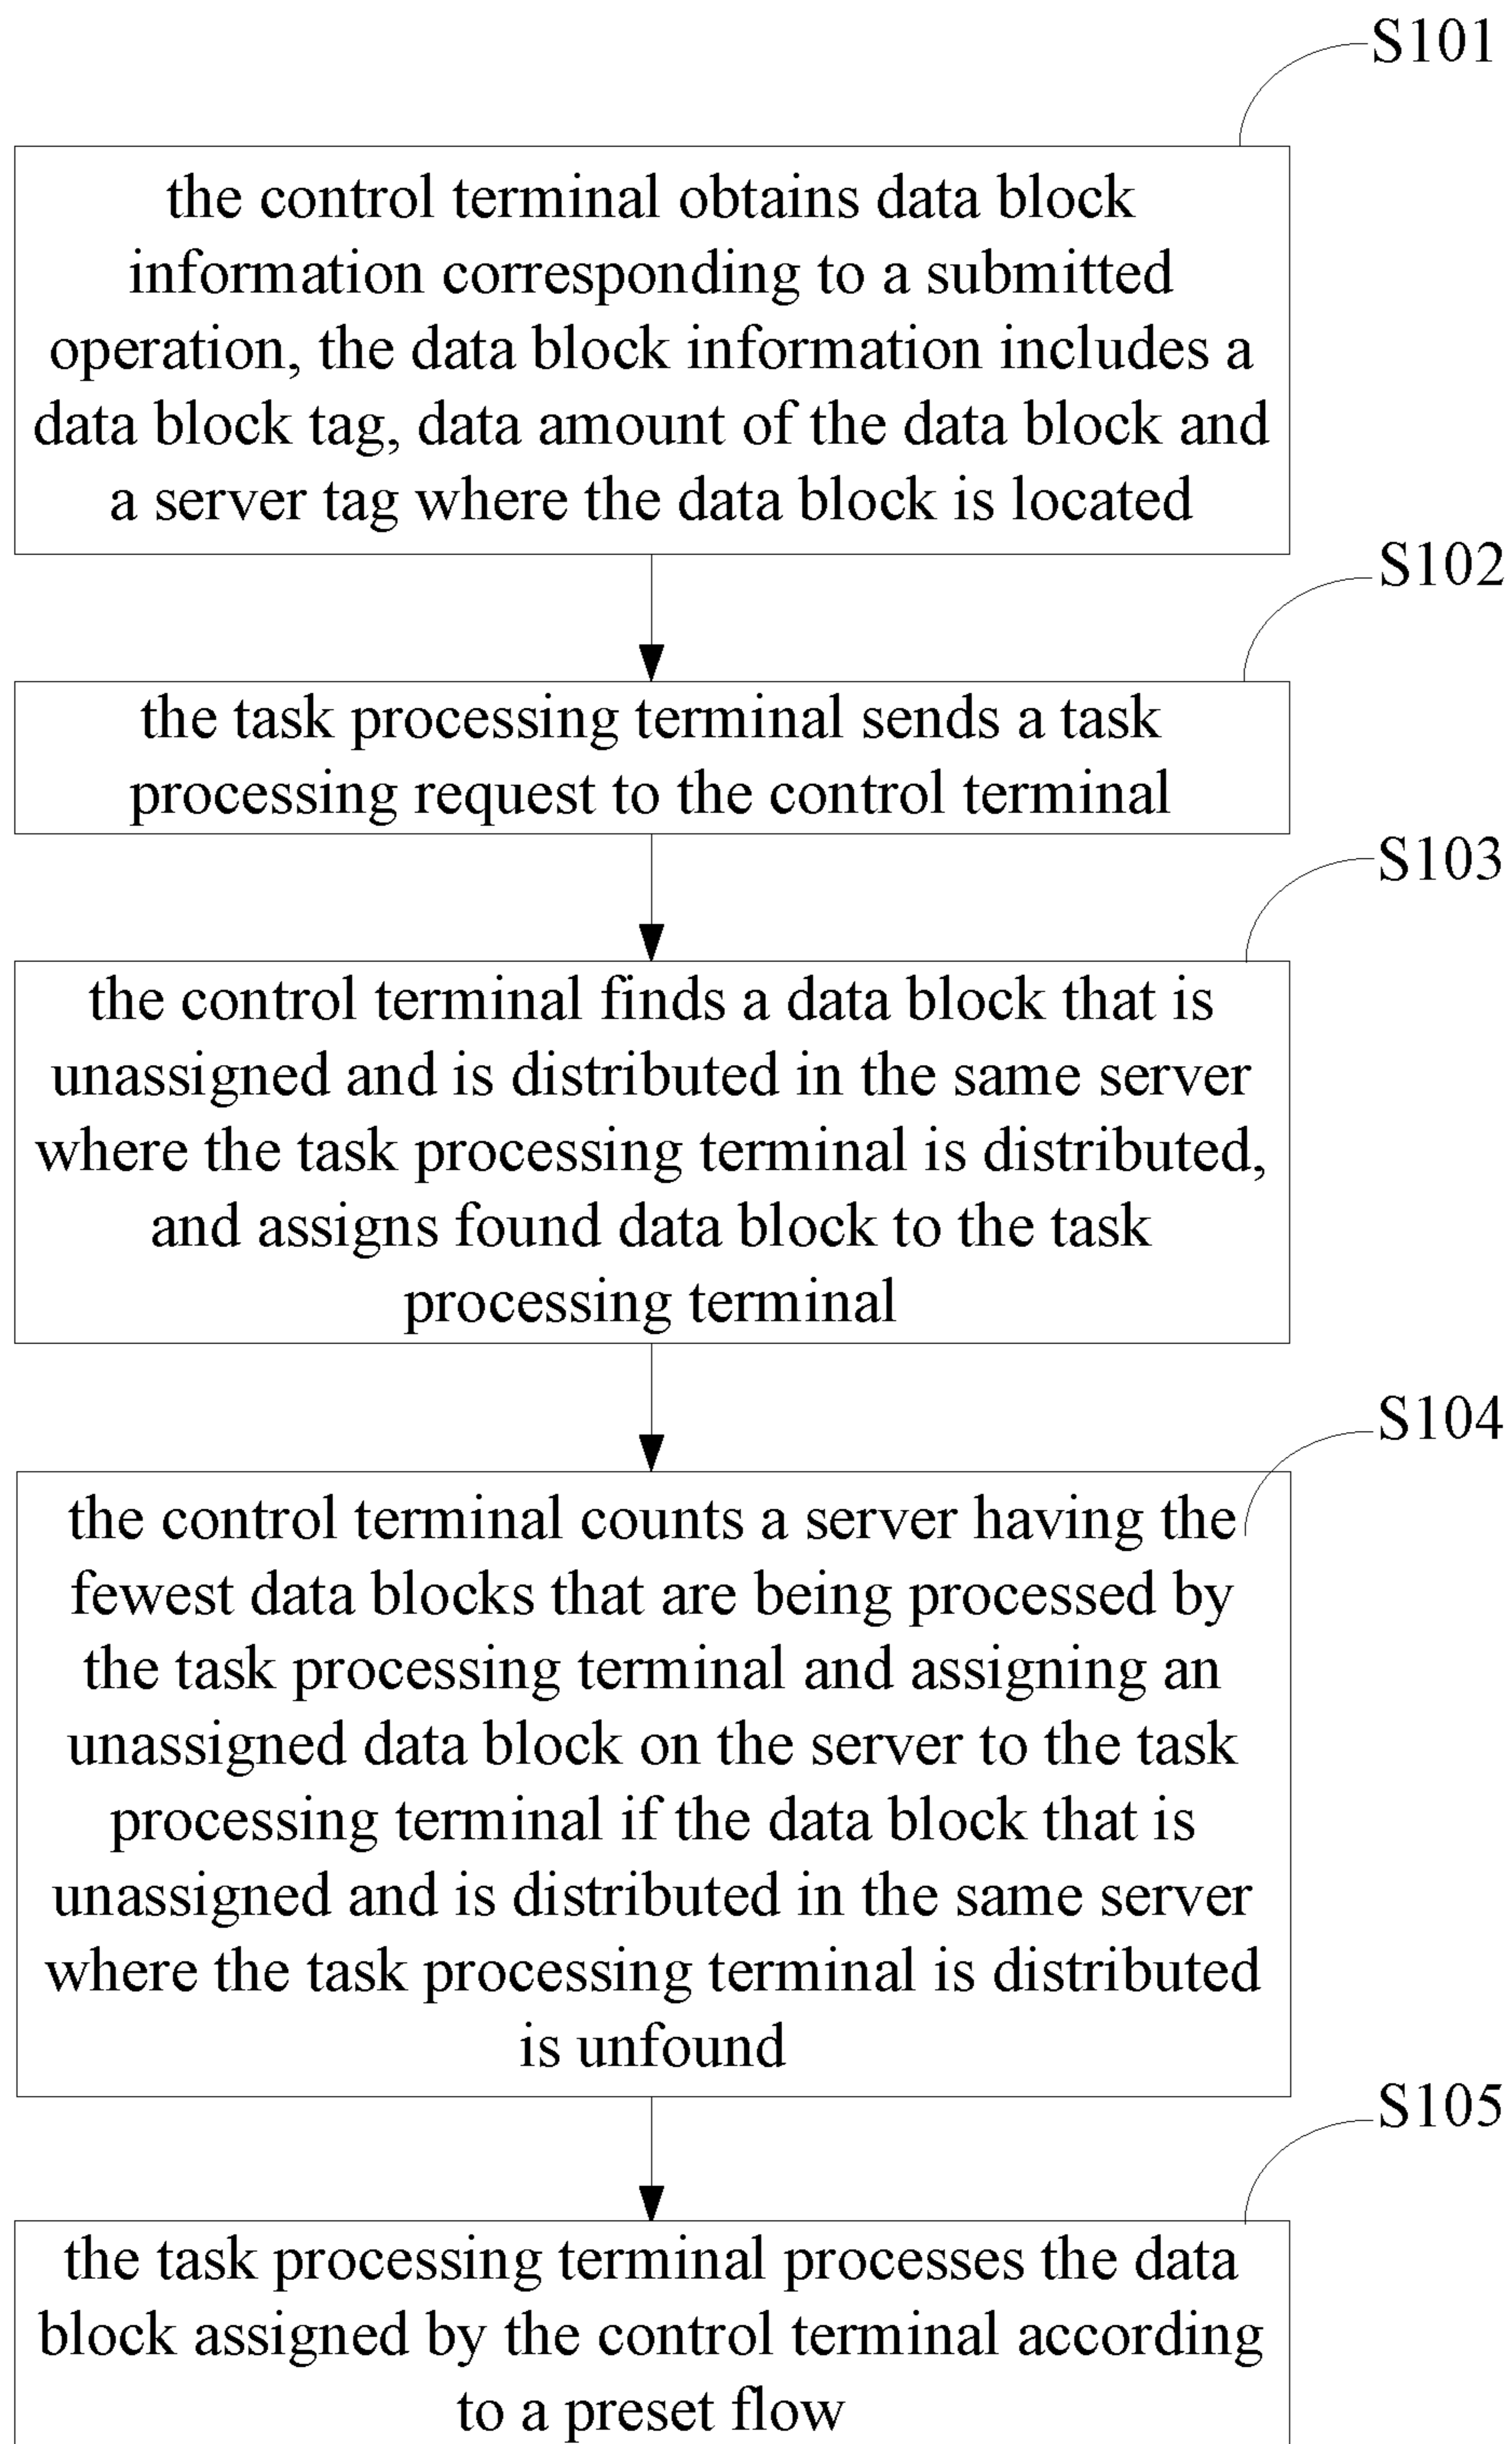 S101
the control terminal obtains data block
information corresponding to a submitted
operation, the data block information includes a
data block tag, data amount of the data block and
a server tag where the data block is located
S102
the task processing terminal sends a task
processing request to the control terminal
S103
the control terminal finds a data block that is
unassigned and is distributed in the same server
where the task processing terminal is distributed,
and assigns found data block to the task
processing terminal
S104
the control terminal counts a server having the
fewest data blocks that are being processed by
the task processing terminal and assigning an
unassigned data block on the server to the task
processing terminal if the data block that is
unassigned and is distributed in the same server
where the task processing terminal is distributed
is unfound
S105
the task processing terminal processes the data
block assigned by the control terminal according
to a preset flow